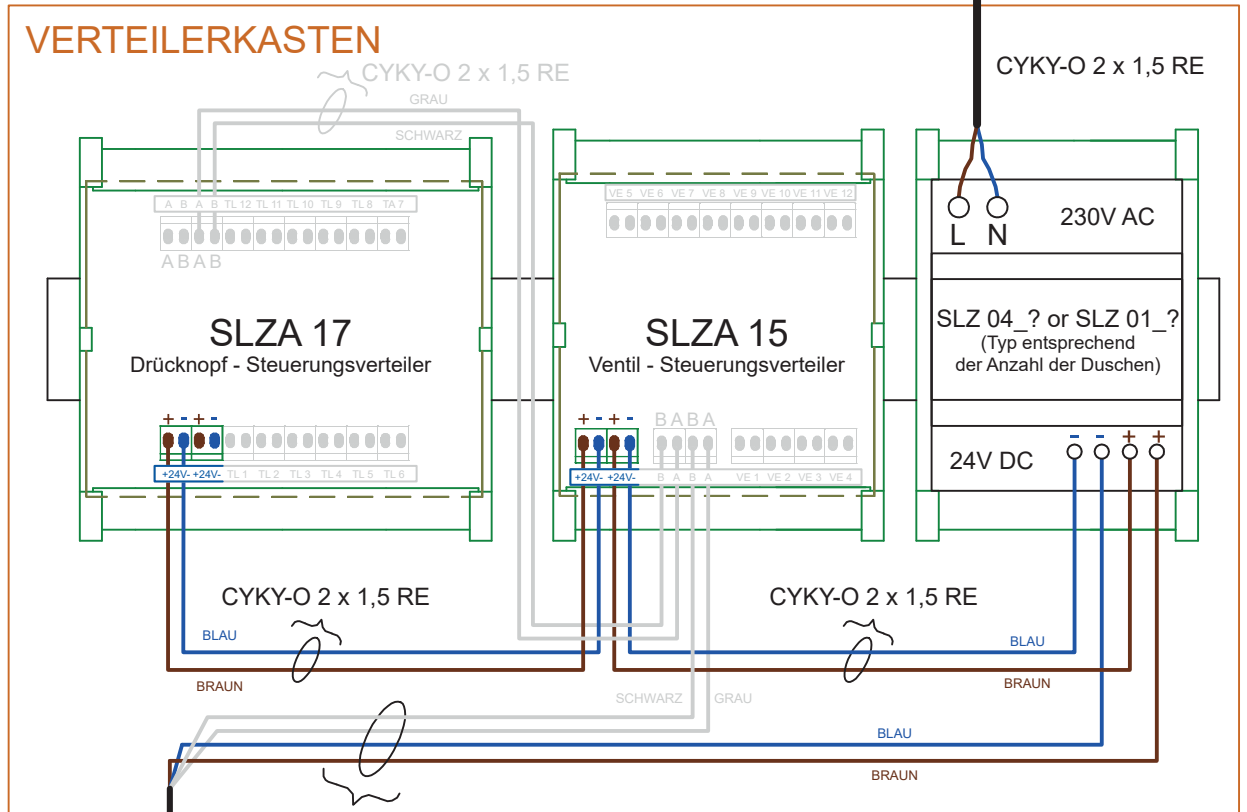 VERTEILERKASTEN
CYKY-O 2 x 1,5 RE
GRAU
SCHWARZ
CYKY-O 2 x 1,5 RE
A B A B TL 12 TL 11 TL 10 TL 9 TL 8 TA 7
A B A B
SLZA 17
Drücknopf - Steuerungsverteiler
+ - + -
+24V- +24V- TL 1 TL 2 TL 3 TL 4 TL 5 TL 6
VE 5 VE 6 VE 7 VE 8 VE 9 VE 10 VE 11 VE 12
SLZA 15
Ventil - Steuerungsverteiler
+ - + - B A B A
+24V- +24V- B A B A VE 1 VE 2 VE 3 VE 4
L N
230V AC
SLZ 04_? or SLZ 01_?
(Typ entsprechend
der Anzahl der Duschen)
24V DC
- - + +
CYKY-O 2 x 1,5 RE
BLAU
BRAUN
CYKY-O 2 x 1,5 RE
BLAU
BRAUN
SCHWARZ
GRAU
BLAU
BRAUN